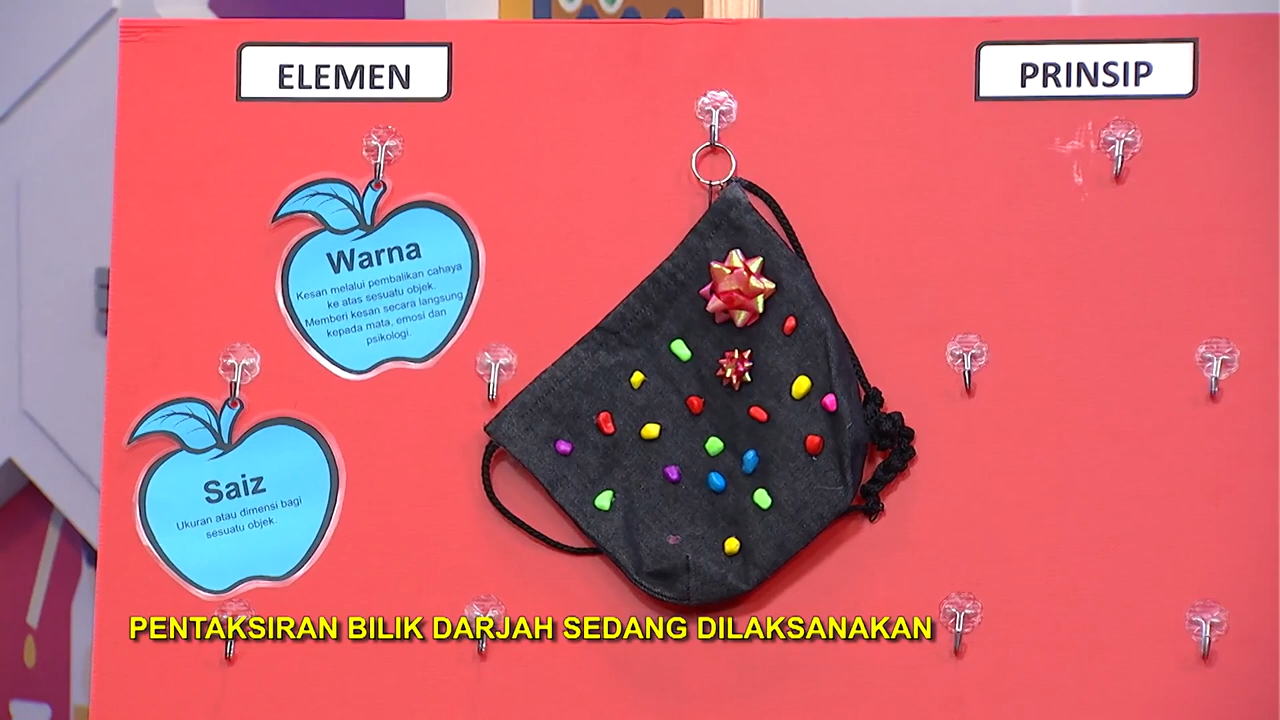 ELEMEN
PRINSIP
Warna
Kesan melalui pembalikan cahaya
ke atas sesuatu objek.
Memberi kesan secara langsung
kepada mata, emosi dan
psikologi.
Saiz
Ukuran atau dimensi bagi
sesuatu objek.
PENTAKSIRAN BILIK DARJAH SEDANG DILAKSANAKAN